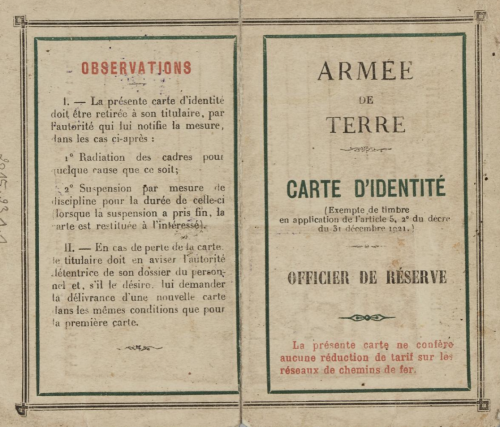 OBSERVATIONS
I. — La présente carte d'identité
doit être retirée à son titulaire, par
l'autorité qui lui notifie la mesure,
dans les cas ci-après :
1° Radiation des cadres pour
quelque cause que ce soit;
2° Suspension par mesure de
discipline pour la durée de celle-ci
(lorsque la suspension a pris fin, la
carte est restituée à l'intéressé).
II. — En cas de perte de la carte,
le titulaire doit en aviser l'autorité
détentrice de son dossier du person-
nel et, s'il le désire, lui demander
la délivrance d'une nouvelle carte
dans les mêmes conditions que pour
la première carte.
ARMÉE
DE
TERRE
CARTE D'IDENTITÉ
(Exemple de timbre
en application de l'article 5, 2° du décre
du 31 décembre 1921.)
OFFICIER DE RÉSERVE
La présente carte ne confère
aucune réduction de tarif sur les
réseaux de chemins de fer.